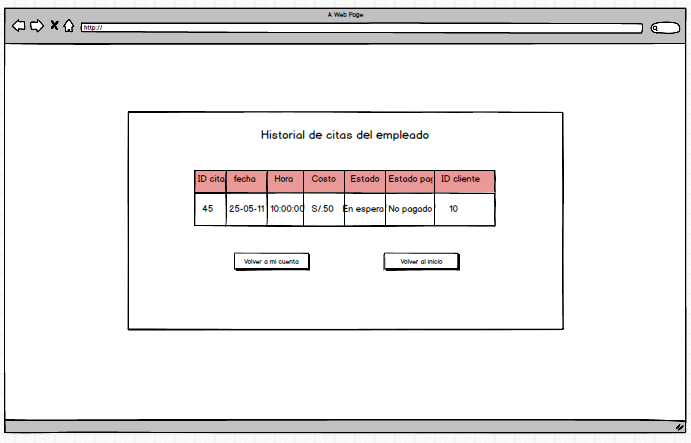 A Web Page
http://
Historial de citas del empleado
ID cita fecha Hora Costo Estado Estado pag ID cliente
45 25-05-11 10:00:00 S/.50 En espera No pagado 10
Volver a mi cuenta Volver al inicio